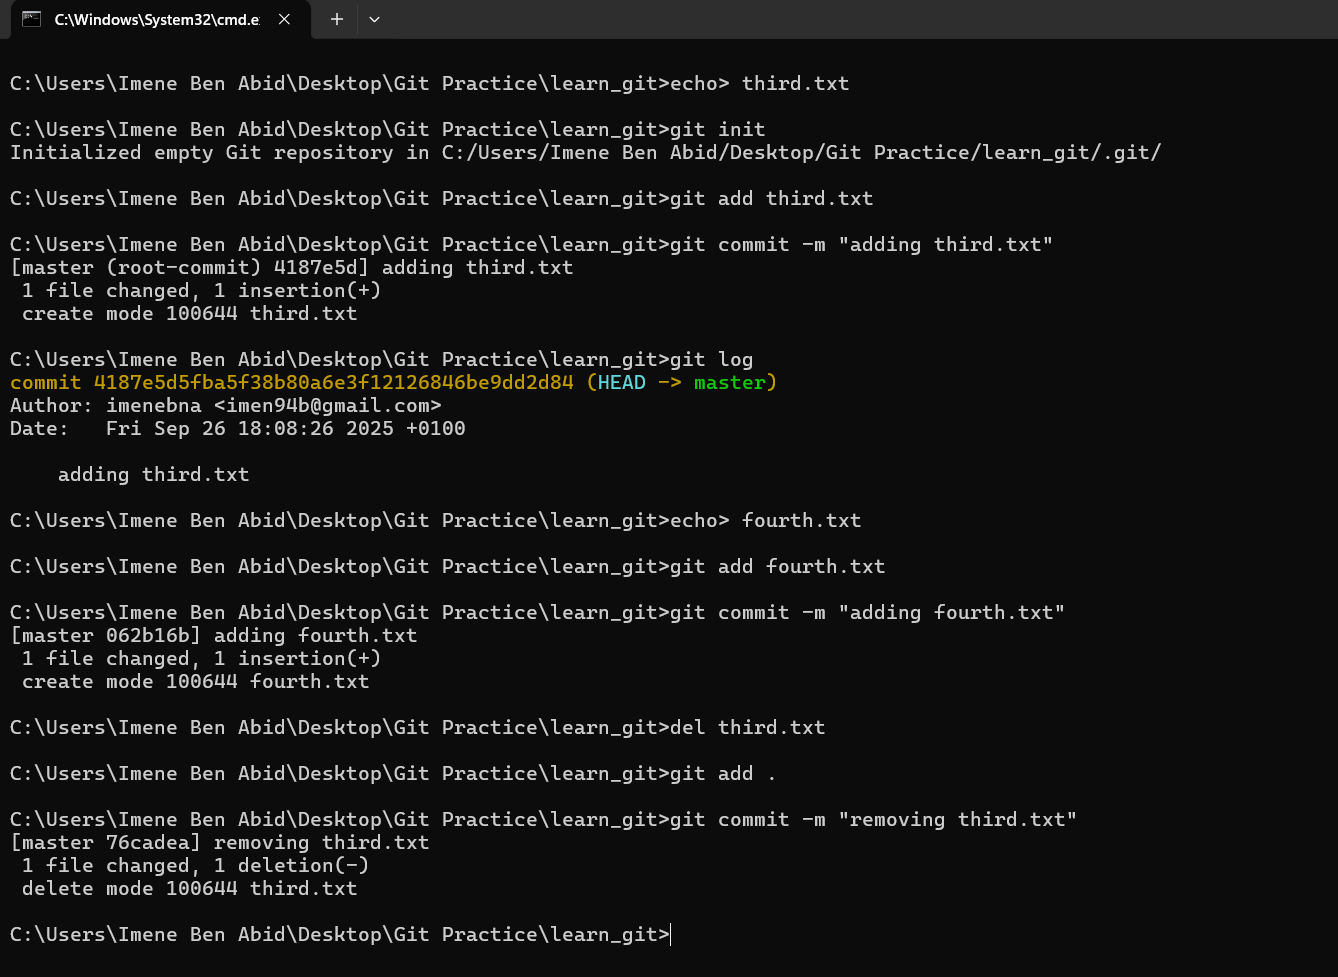 C:\Windows\System32\cmd.e
C:\Users\Imene Ben Abid\Desktop\Git Practice\learn_git>echo> third.txt
C:\Users\Imene Ben Abid\Desktop\Git Practice\learn_git>git init
Initialized empty Git repository in C:/Users/Imene Ben Abid/Desktop/Git Practice/learn_git/.git/
C:\Users\Imene Ben Abid\Desktop\Git Practice\learn_git>git add third.txt
C:\Users\Imene Ben Abid\Desktop\Git Practice\learn_git>git commit -m "adding third.txt"
[master (root-commit) 4187e5d] adding third.txt
 1 file changed, 1 insertion(+)
 create mode 100644 third.txt
C:\Users\Imene Ben Abid\Desktop\Git Practice\learn_git>git log
commit 4187e5d5fba5f38b80a6e3f12126846be9dd2d84 (HEAD -> master)
Author: imenebna <imen94b@gmail.com>
Date:   Fri Sep 26 18:08:26 2025 +0100
    adding third.txt
C:\Users\Imene Ben Abid\Desktop\Git Practice\learn_git>echo> fourth.txt
C:\Users\Imene Ben Abid\Desktop\Git Practice\learn_git>git add fourth.txt
C:\Users\Imene Ben Abid\Desktop\Git Practice\learn_git>git commit -m "adding fourth.txt"
[master 062b16b] adding fourth.txt
 1 file changed, 1 insertion(+)
 create mode 100644 fourth.txt
C:\Users\Imene Ben Abid\Desktop\Git Practice\learn_git>del third.txt
C:\Users\Imene Ben Abid\Desktop\Git Practice\learn_git>git add .
C:\Users\Imene Ben Abid\Desktop\Git Practice\learn_git>git commit -m "removing third.txt"
[master 76cadea] removing third.txt
 1 file changed, 1 deletion(-)
 delete mode 100644 third.txt
C:\Users\Imene Ben Abid\Desktop\Git Practice\learn_git>